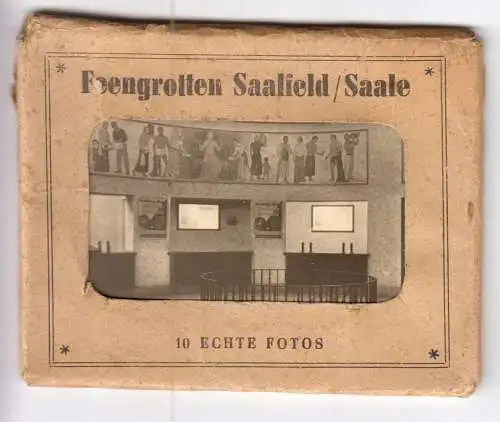 Feengrotten Saalfeld/Saale
10 ECHTE FOTOS